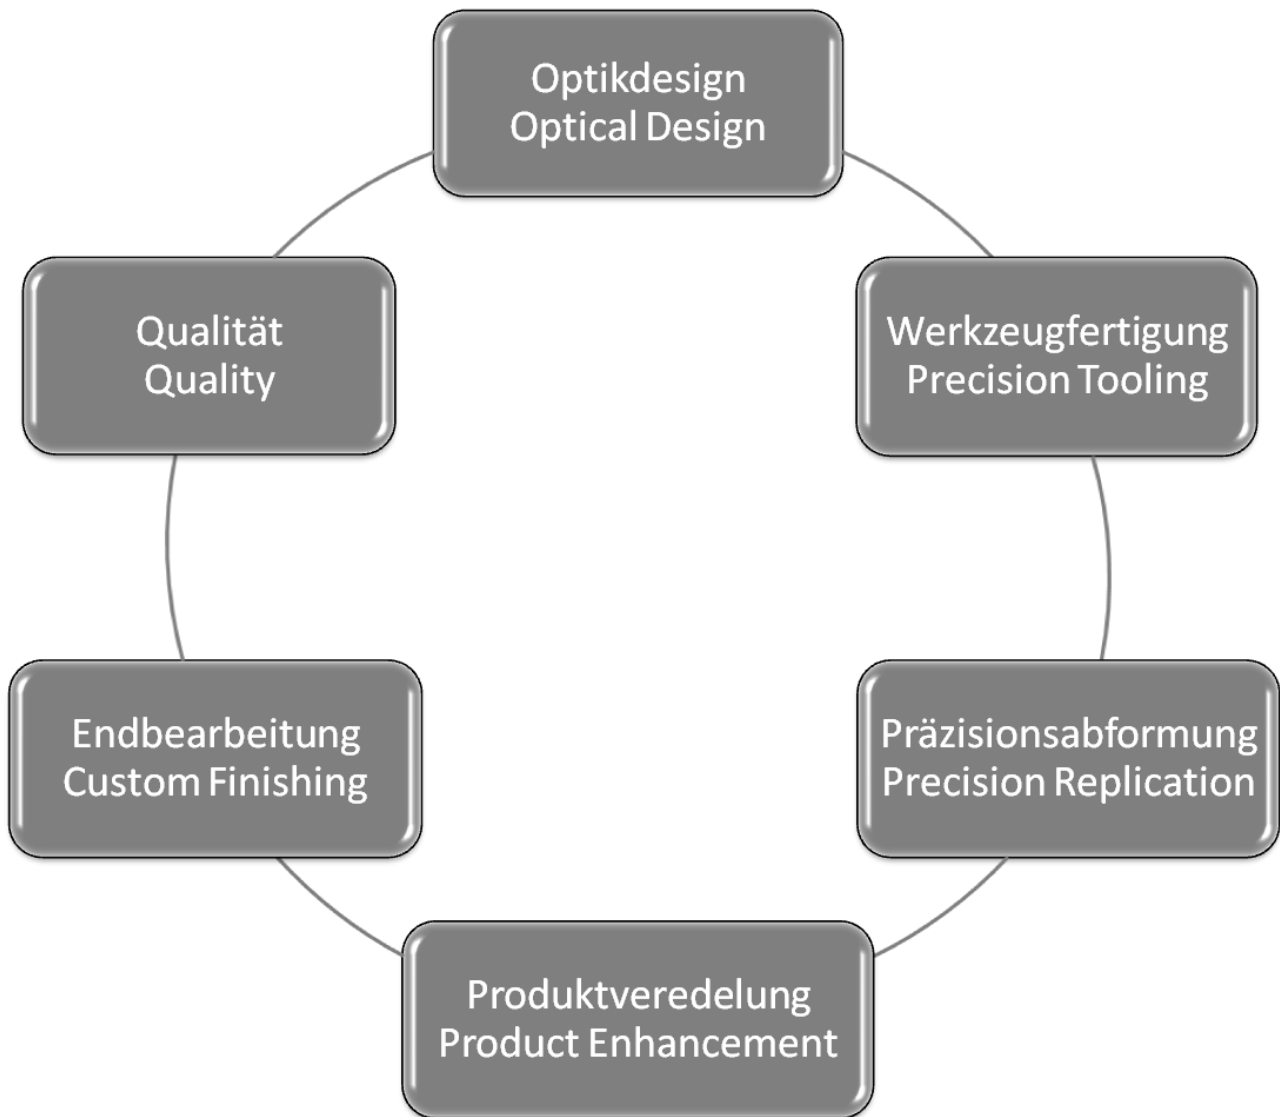 Optikdesign
Optical Design
Qualität
Quality
Werkzeugfertigung
Precision Tooling
Endbearbeitung
Custom Finishing
Präzisionsabformung
Precision Replication
Produktveredelung
Product Enhancement